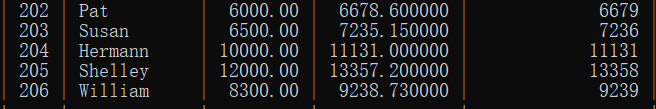 202 Pat 6000.00 6678.600000 6679
203 Susan 6500.00 7235.150000 7236
204 Hermann 10000.00 11131.000000 11131
205 Shelley 12000.00 13357.200000 13358
206 William 8300.00 9238.730000 9239